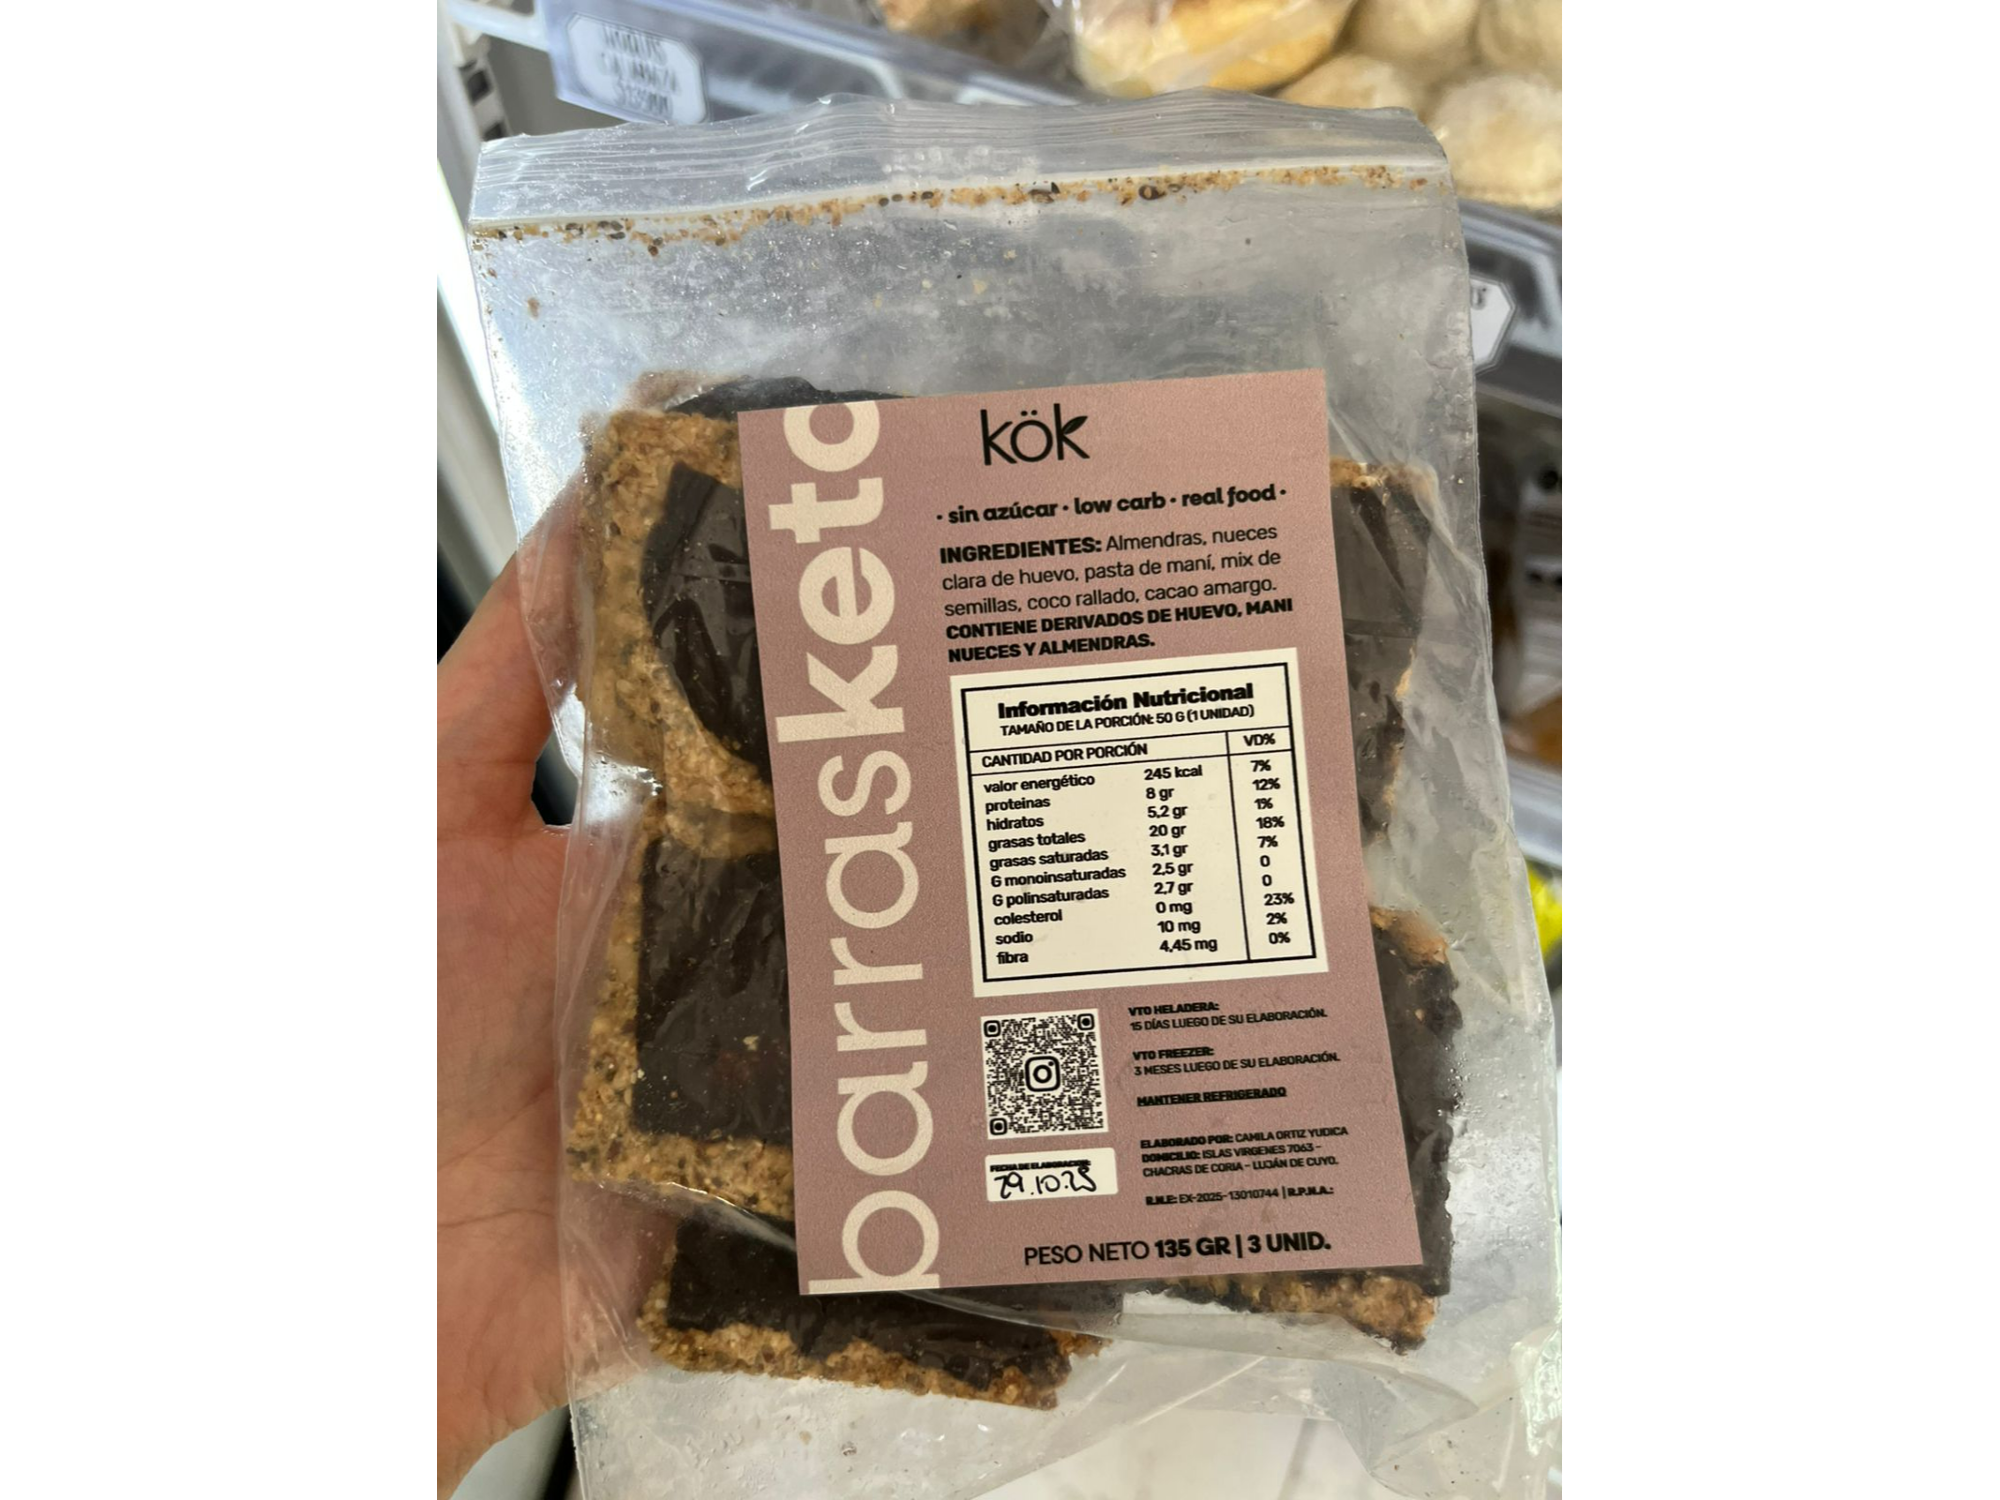 ÑOQUIS
CALABAZA
barrasketo
kök
· sin azúcar · low carb · real food ·
INGREDIENTES: Almendras, nueces
clara de huevo, pasta de maní, mix de
semillas, coco rallado, cacao amargo.
CONTIENE DERIVADOS DE HUEVO, MANI
NUECES Y ALMENDRAS.
Información Nutricional
TAMAÑO DE LA PORCIÓN: 50 G (1 UNIDAD)
CANTIDAD POR PORCIÓN VD%
valor energético 245 kcal 7%
proteinas 8 gr 12%
hidratos 5,2 gr 1%
grasas totales 20 gr 18%
grasas saturadas 3,1 gr 7%
G monoinsaturadas 2,5 gr 0
G polinsaturadas 2,7 gr 0
colesterol 0 mg 23%
sodio 10 mg 2%
fibra 4,45 mg 0%
VTO HELADERA:
15 DÍAS LUEGO DE SU ELABORACIÓN.
VTO FREEZER:
3 MESES LUEGO DE SU ELABORACIÓN.
MANTENER REFRIGERADO
FECHA DE ELABORACIÓN:
29.10.25
ELABORADO POR: CAMILA ORTIZ YUDICA
DOMICILIO: ISLAS VIRGENES 7063 -
CHACRAS DE CORIA - LUJÁN DE CUYO.
R.N.E: EX-2025-13010744 | R.P.N.A.:
PESO NETO 135 GR | 3 UNID.